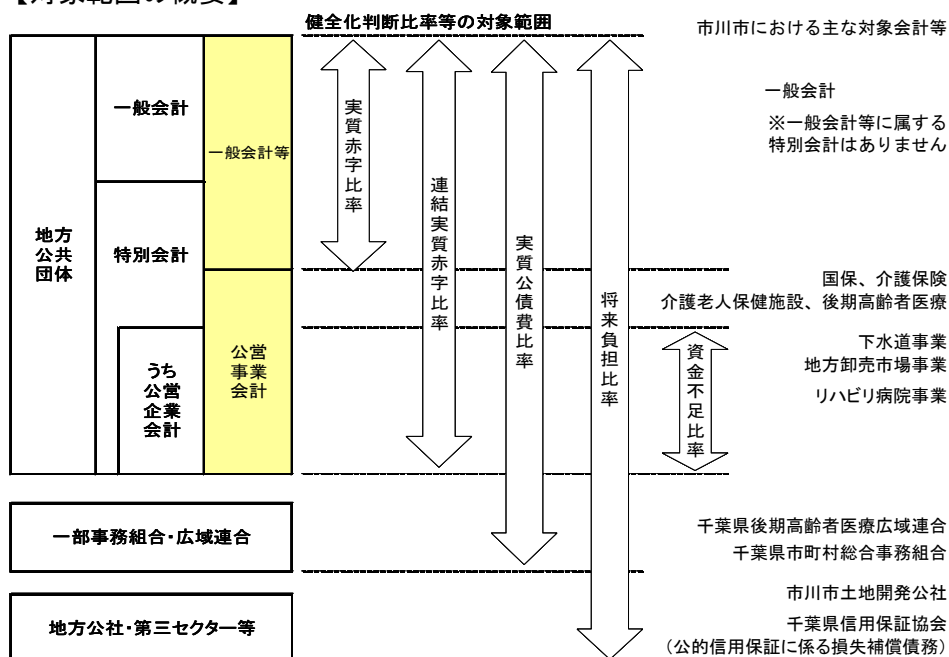 【対象範囲の概要】
健全化判断比率等の対象範囲
市川市における主な対象会計等
地方
公共
団体
一般会計
特別会計
うち
公営
企業
会計
一般会計等
公営
事業
会計
実質赤字比率
連結実質赤字比率
実質公債費比率
将来負担比率
資金不足比率
一般会計
※一般会計等に属する
特別会計はありません
国保、介護保険
介護老人保健施設、後期高齢者医療
下水道事業
地方卸売市場事業
リハビリ病院事業
一部事務組合・広域連合
千葉県後期高齢者医療広域連合
千葉県市町村総合事務組合
地方公社・第三セクター等
市川市土地開発公社
千葉県信用保証協会
（公的信用保証に係る損失補償債務）